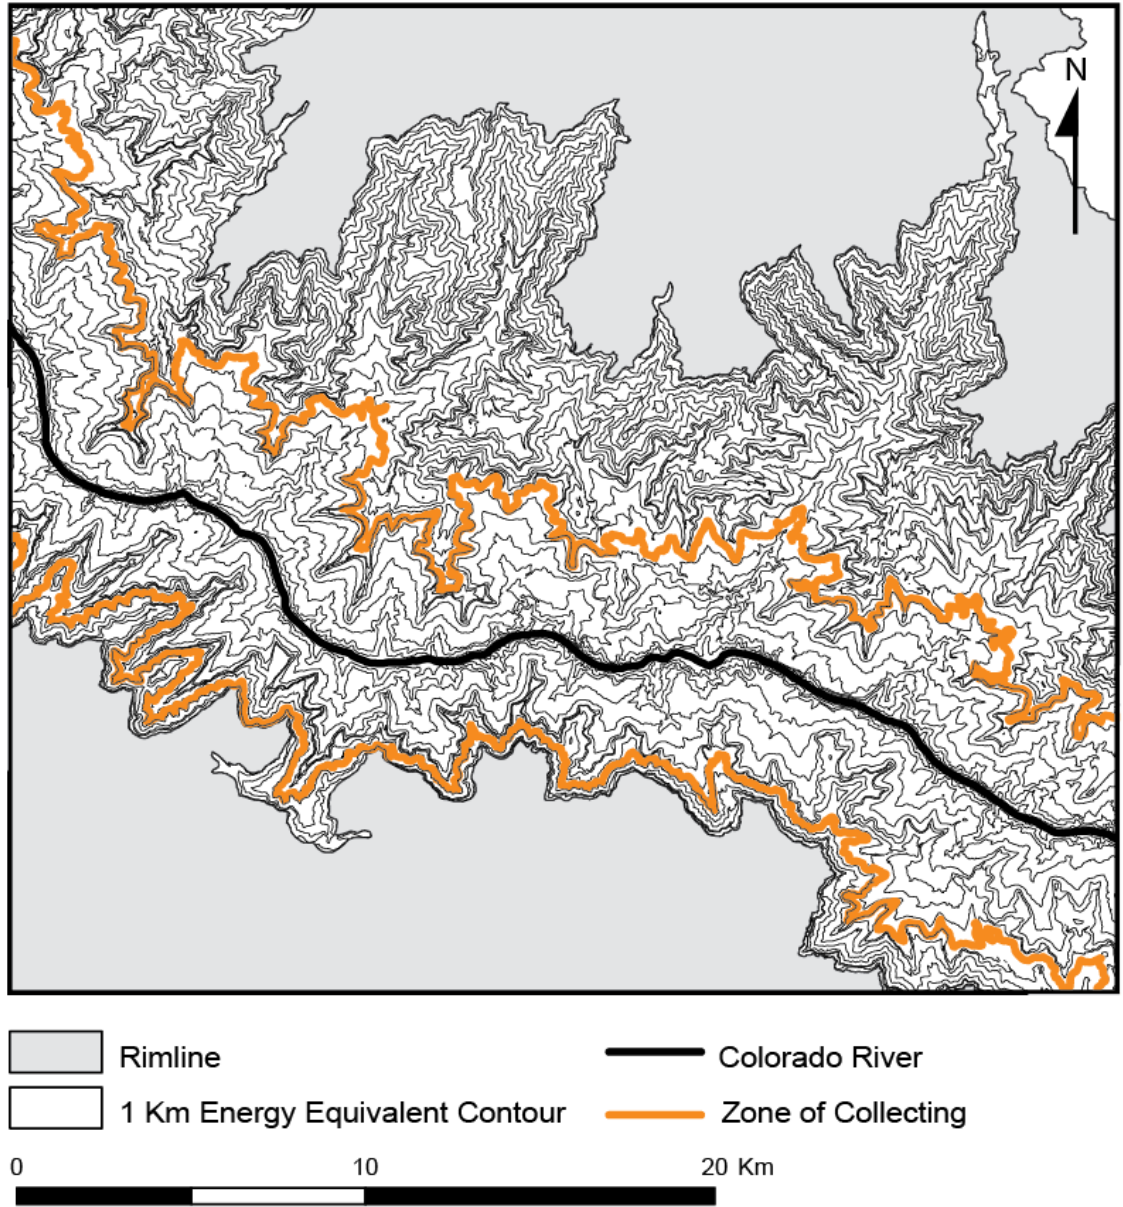 N
Rimline
Colorado River
1 Km Energy Equivalent Contour
Zone of Collecting
0 10 20 Km